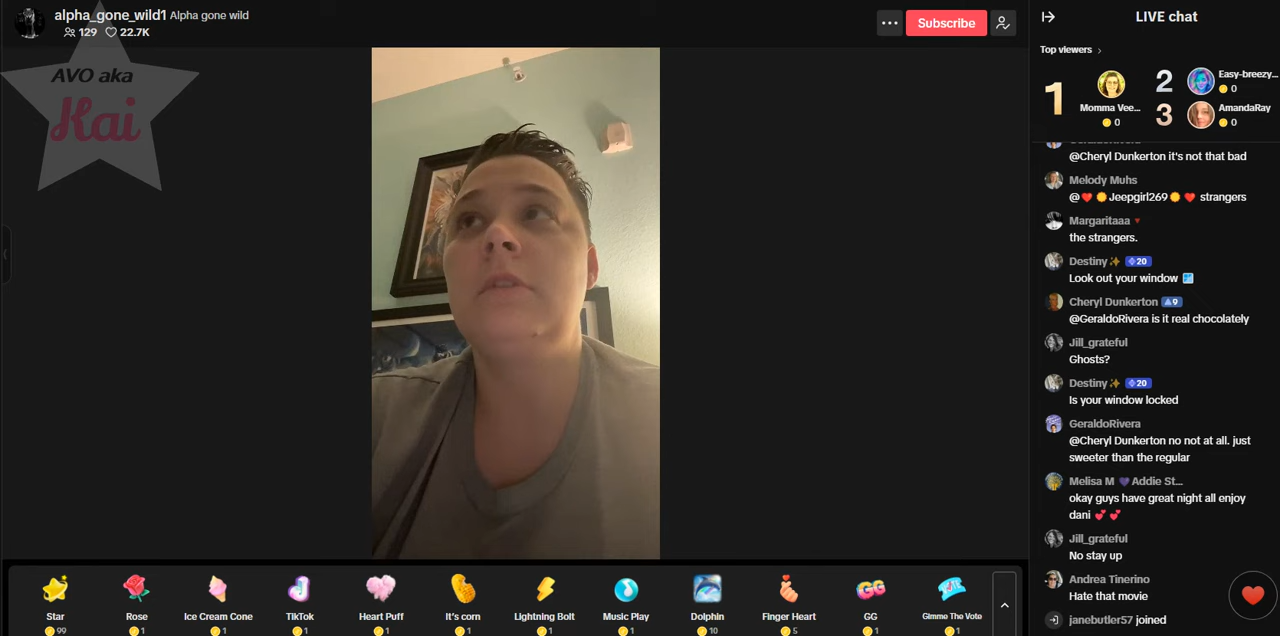 alpha_gone_wild1 Alpha gone wild
129 22.7K
Subscribe
AVO aka
Kai
LIVE chat
Top viewers
1
Momma Vee...
0
2
Easy-breezy...
0
3
AmandaRay
0
@Cheryl Dunkerton it's not that bad
Melody Muhs
@❤️🌼Jeepgirl269🌼❤️ strangers
Margaritaaa
the strangers.
Destiny✨ 20
Look out your window 🪟
Cheryl Dunkerton 9
@GeraldoRivera is it real chocolately
Jill_grateful
Ghosts?
Destiny✨ 20
Is your window locked
GeraldoRivera
@Cheryl Dunkerton no not at all. just
sweeter than the regular
Melisa M 💜Addie St...
okay guys have great night all enjoy
dani 💕 💕
Jill_grateful
No stay up
Andrea Tinerino
Hate that movie
janebutler57 joined
Star
99
Rose
1
Ice Cream Cone
1
TikTok
1
Heart Puff
1
It's corn
1
Lightning Bolt
1
Music Play
1
Dolphin
10
Finger Heart
5
GG
GG
1
Gimme The Vote
1